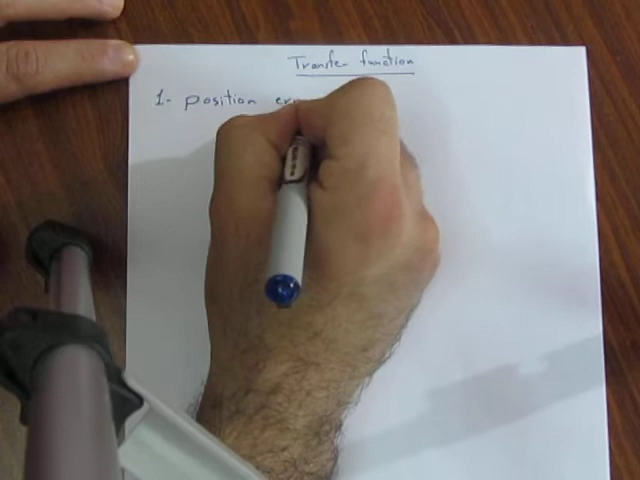 Transfer function
1- position